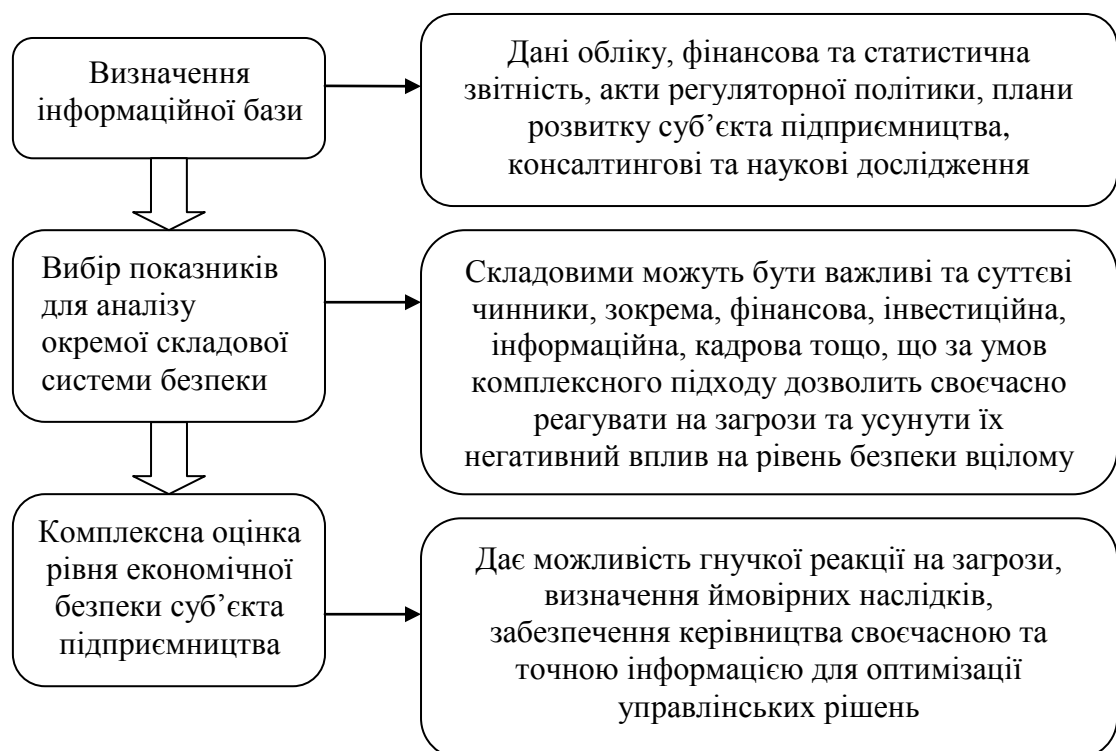 Визначення
інформаційної бази
Дані обліку, фінансова та статистична
звітність, акти регуляторної політики, плани
розвитку суб’єкта підприємництва,
консалтингові та наукові дослідження
Вибір показників
для аналізу
окремої складової
системи безпеки
Складовими можуть бути важливі та суттєві
чинники, зокрема, фінансова, інвестиційна,
інформаційна, кадрова тощо, що за умов
комплексного підходу дозволить своєчасно
реагувати на загрози та усунути їх
негативний вплив на рівень безпеки вцілому
Комплексна оцінка
рівня економічної
безпеки суб’єкта
підприємництва
Дає можливість гнучкої реакції на загрози,
визначення ймовірних наслідків,
забезпечення керівництва своєчасною та
точною інформацією для оптимізації
управлінських рішень